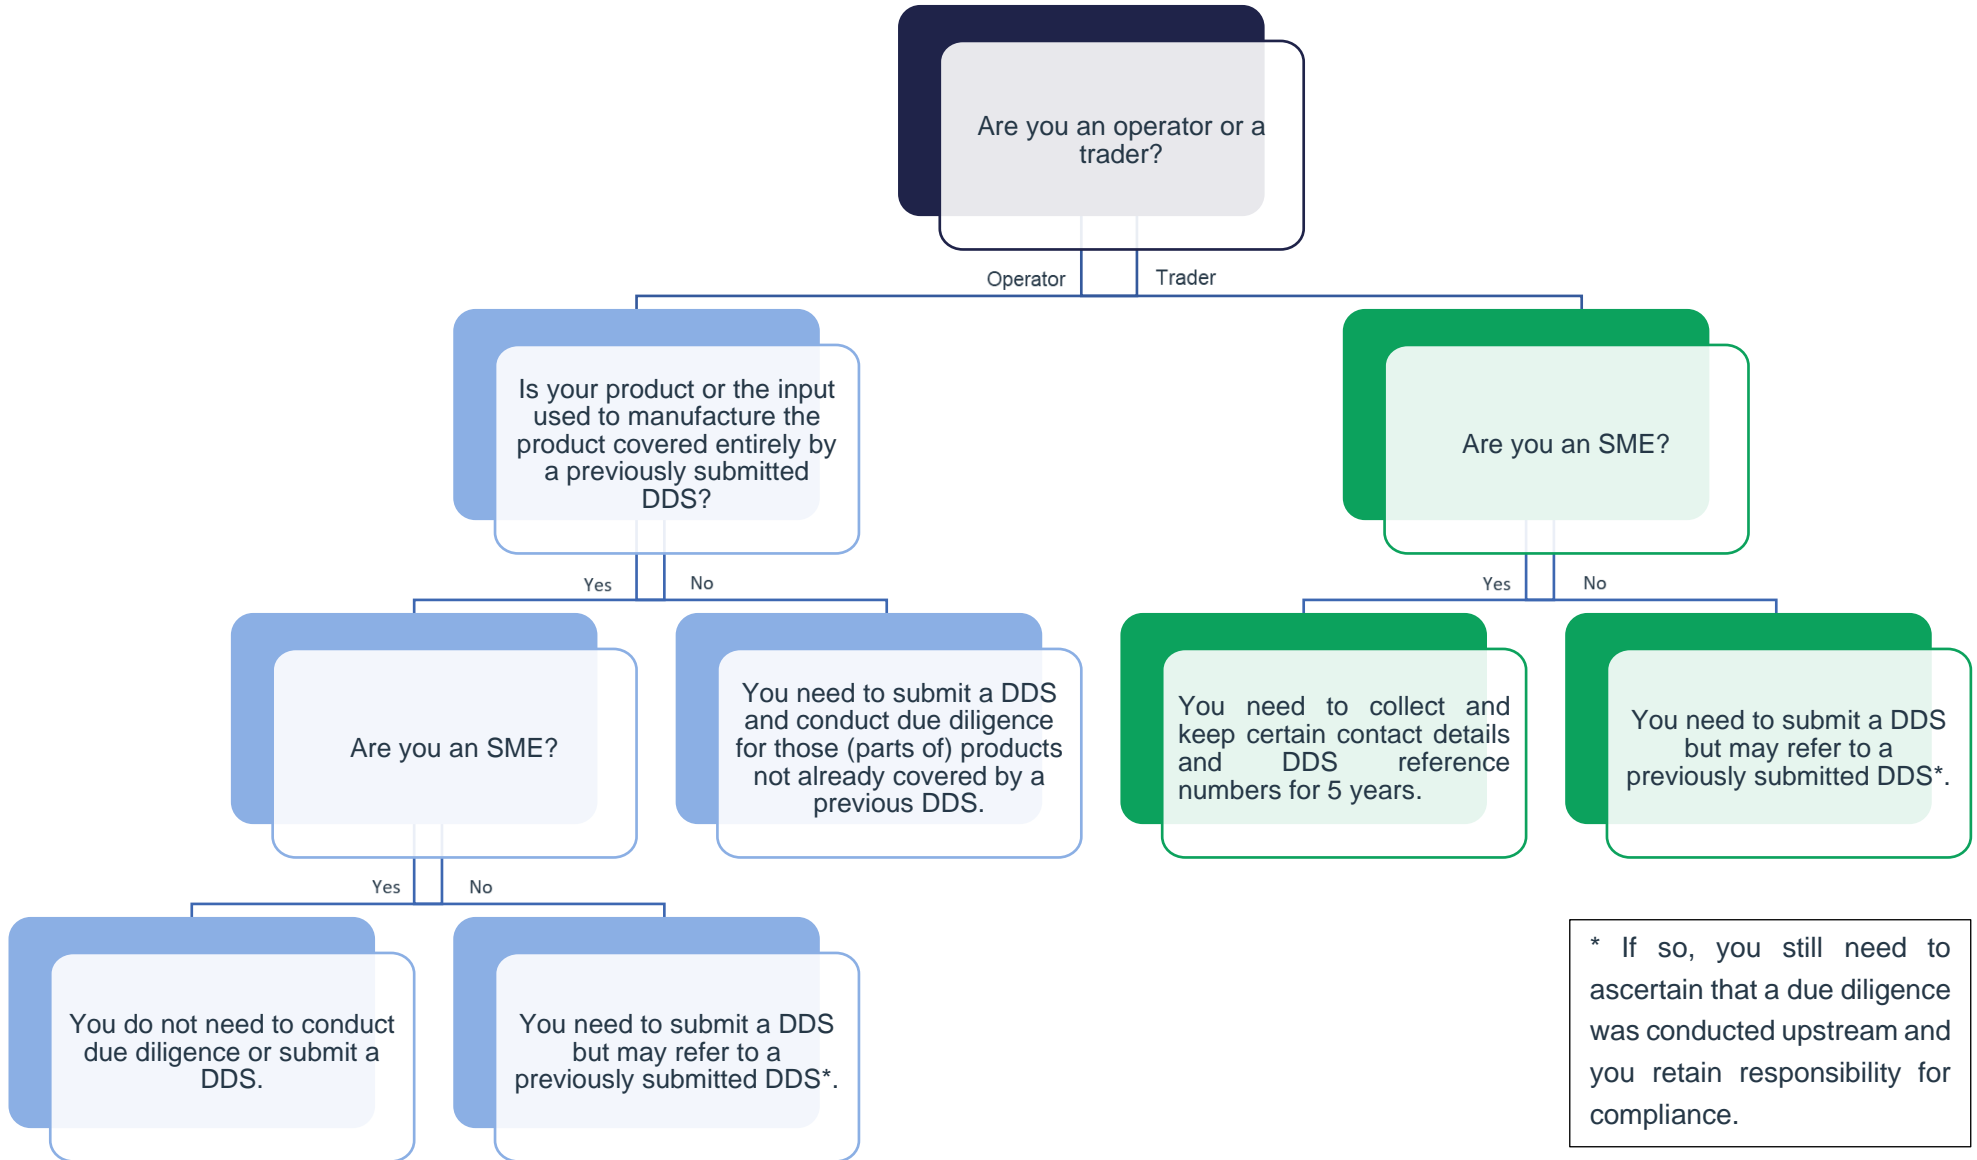 Are you an operator or a
trader?
Operator
Trader
Is your product or the input
used to manufacture the
product covered entirely by
a previously submitted
DDS?
Are you an SME?
Yes
No
Yes
No
Are you an SME?
You need to submit a DDS
and conduct due diligence
for those (parts of) products
not already covered by a
previous DDS.
You need to collect and
keep certain contact details
and DDS reference
numbers for 5 years.
You need to submit a DDS
but may refer to a
previously submitted DDS*.
Yes
No
You do not need to conduct
due diligence or submit a
DDS.
You need to submit a DDS
but may refer to a
previously submitted DDS*.
* If so, you still need to
ascertain that a due diligence
was conducted upstream and
you retain responsibility for
compliance.